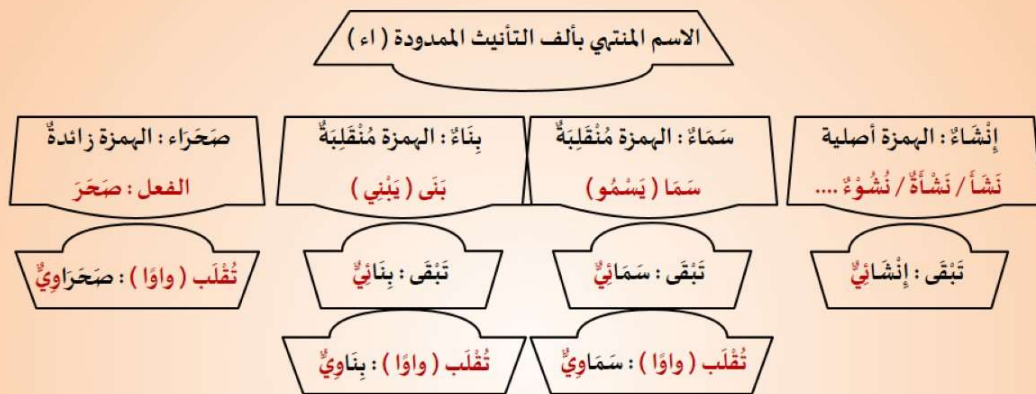 الاسم المنتهي بألف التأنيث الممدودة ( اء )
إِنْشَاءٌ : الهمزة أصلية
نَشَأَ / نَشْأَةٌ / نُشُوْءٌ ....
سَمَاءٌ : الهمزة مُنْقَلِبَةٌ
سَمَا ( يَسْمُو )
بِنَاءٌ : الهمزة مُنْقَلِبَةٌ
بَنَى ( يَبْنِي )
صَحَرَاء : الهمزة زائدةٌ
الفعل : صَحَرَ
تَبْقَى : إِنْشَائِيٌّ
تَبْقَى : سَمَائِيٌّ
تَبْقَى : بِنَائِيٌّ
تُقْلَب ( واوًا ) : صَحَرَاوِيٌّ
تُقْلَب ( واوًا ) : سَمَاوِيٌّ
تُقْلَب ( واوًا ) : بِنَاوِيٌّ